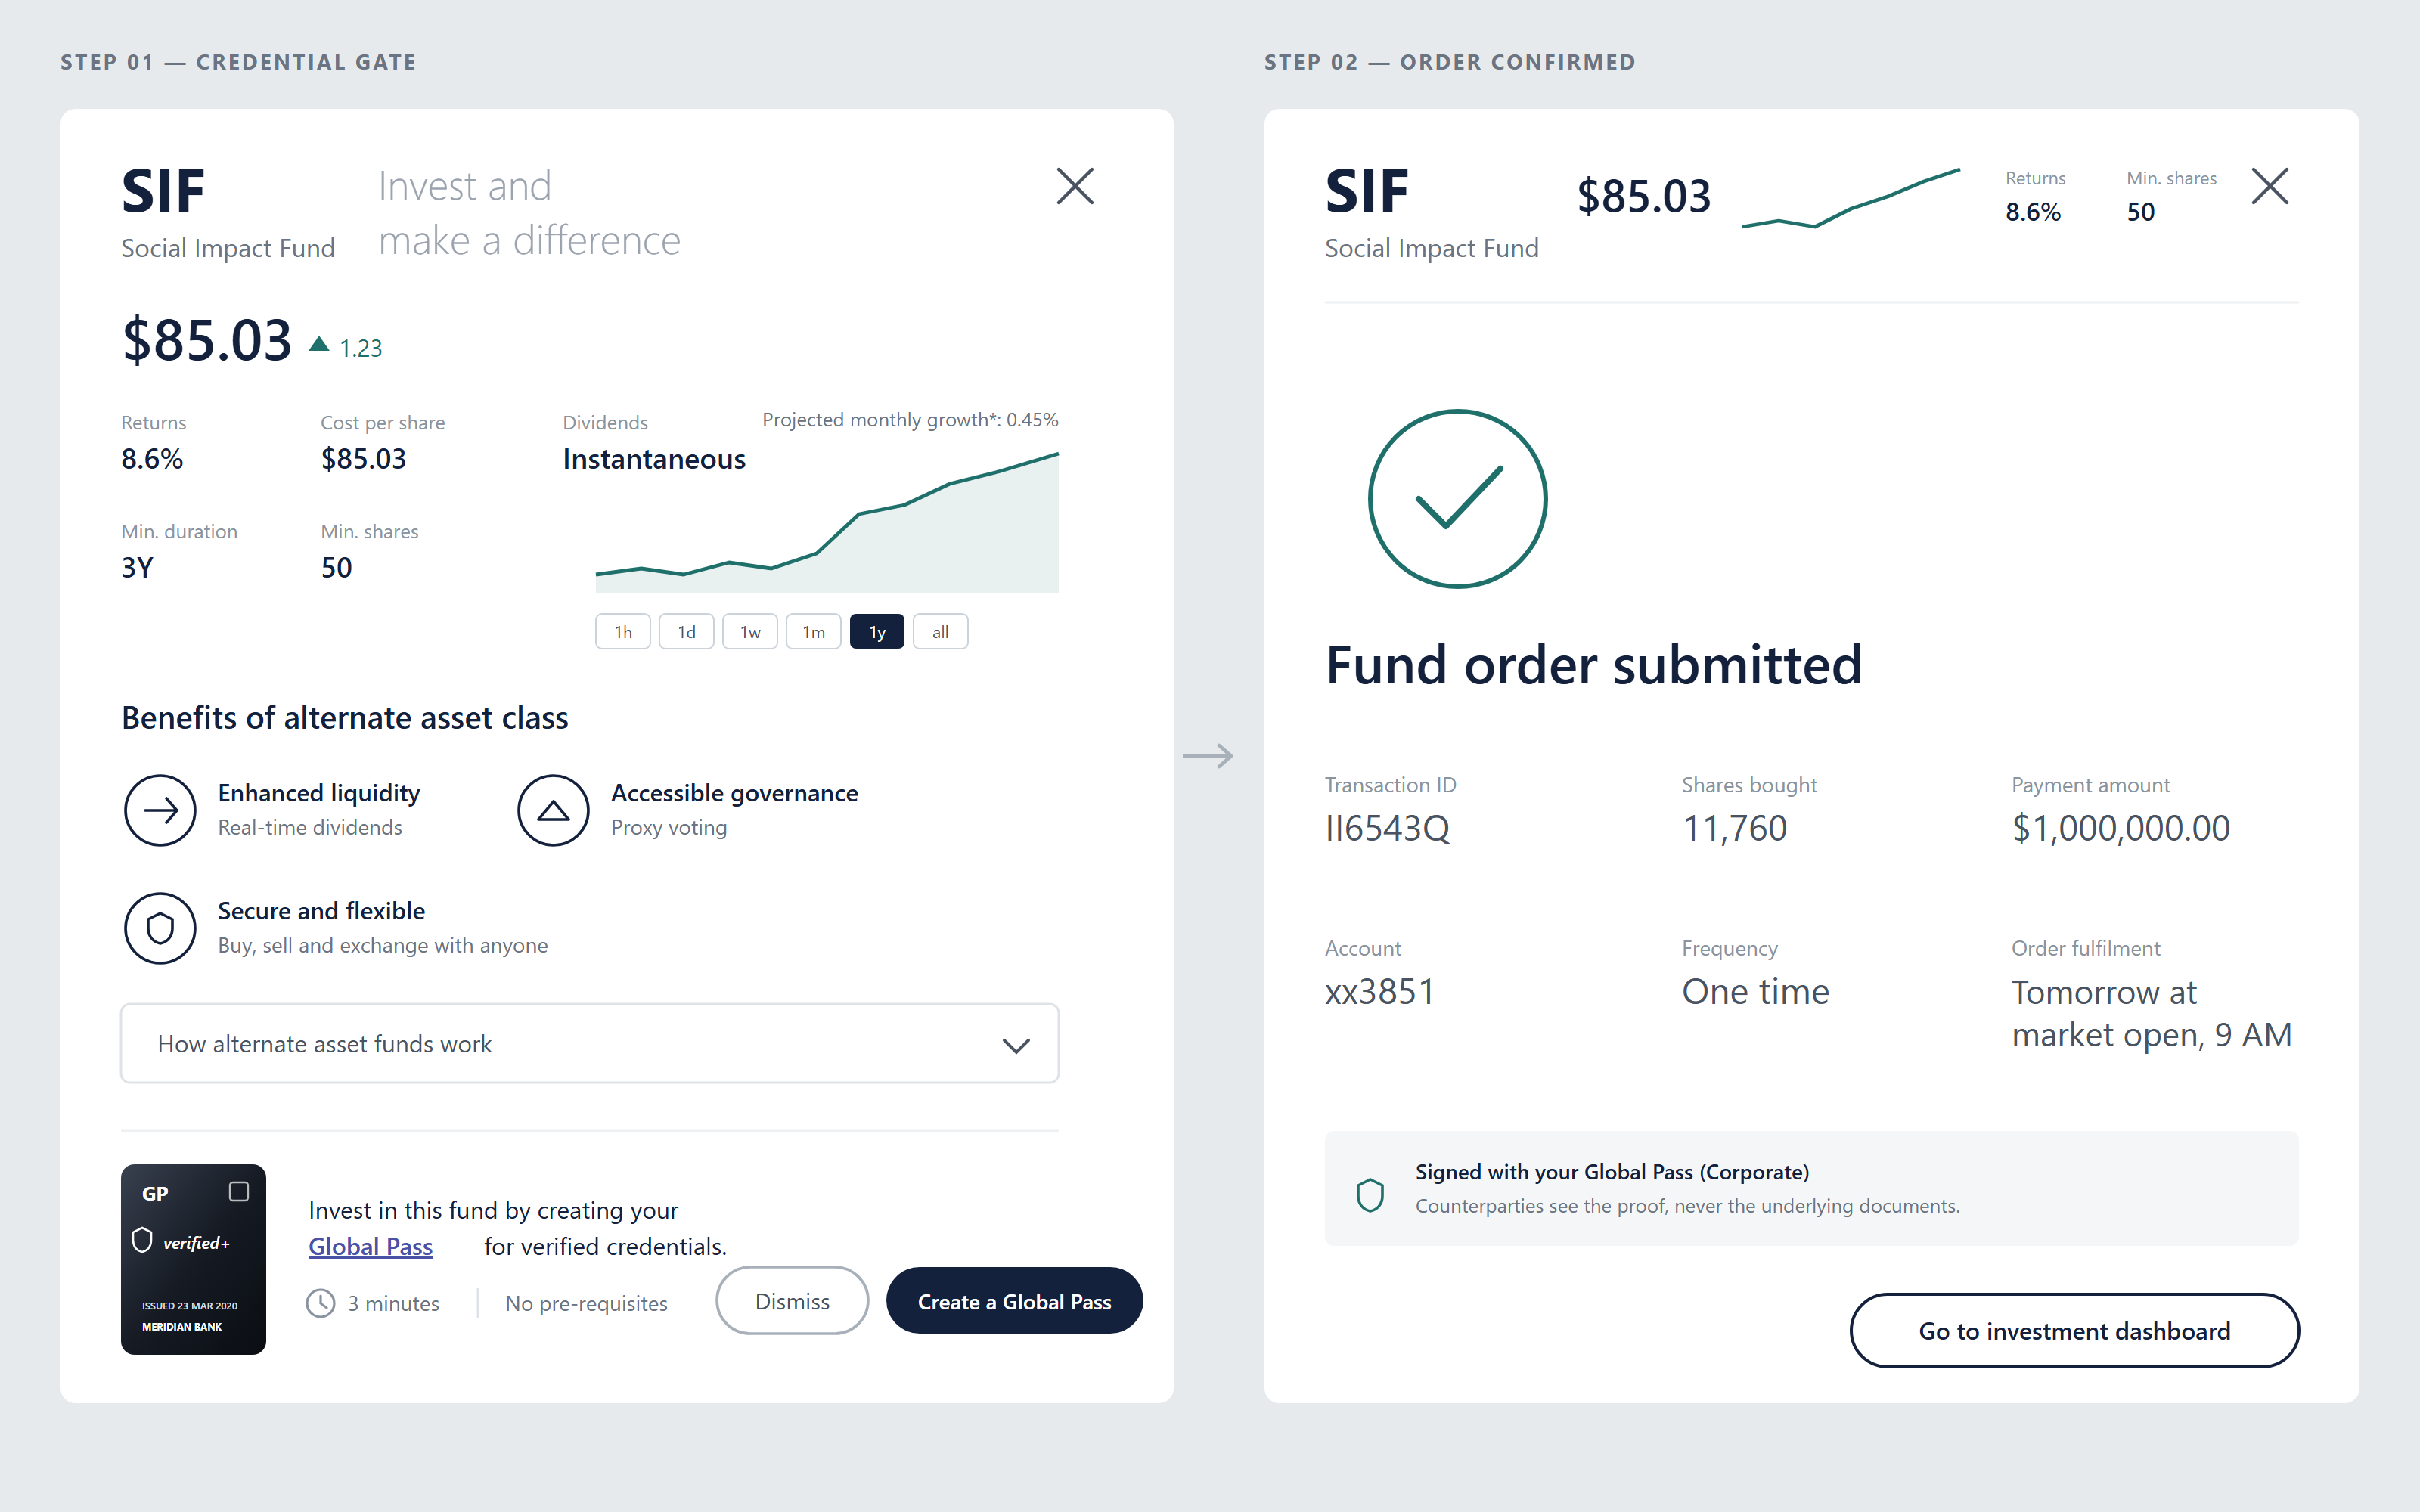 STEP 01 — CREDENTIAL GATE
SIF
Social Impact Fund
Invest and
make a difference
$85.03
1.23
Returns
8.6%
Cost per share
$85.03
Dividends
Instantaneous
Projected monthly growth*: 0.45%
Min. duration
3Y
Min. shares
50
1h 1d 1w 1m 1y all
Benefits of alternate asset class
Enhanced liquidity
Real-time dividends
Accessible governance
Proxy voting
Secure and flexible
Buy, sell and exchange with anyone
How alternate asset funds work
GP
verified+
ISSUED 23 MAR 2020
MERIDIAN BANK
Invest in this fund by creating your
Global Pass for verified credentials.
3 minutes
No pre-requisites
Dismiss
Create a Global Pass
STEP 02 — ORDER CONFIRMED
SIF
Social Impact Fund
$85.03
Returns
8.6%
Min. shares
50
Fund order submitted
Transaction ID
II6543Q
Shares bought
11,760
Payment amount
$1,000,000.00
Account
xx3851
Frequency
One time
Order fulfilment
Tomorrow at
market open, 9 AM
Signed with your Global Pass (Corporate)
Counterparties see the proof, never the underlying documents.
Go to investment dashboard